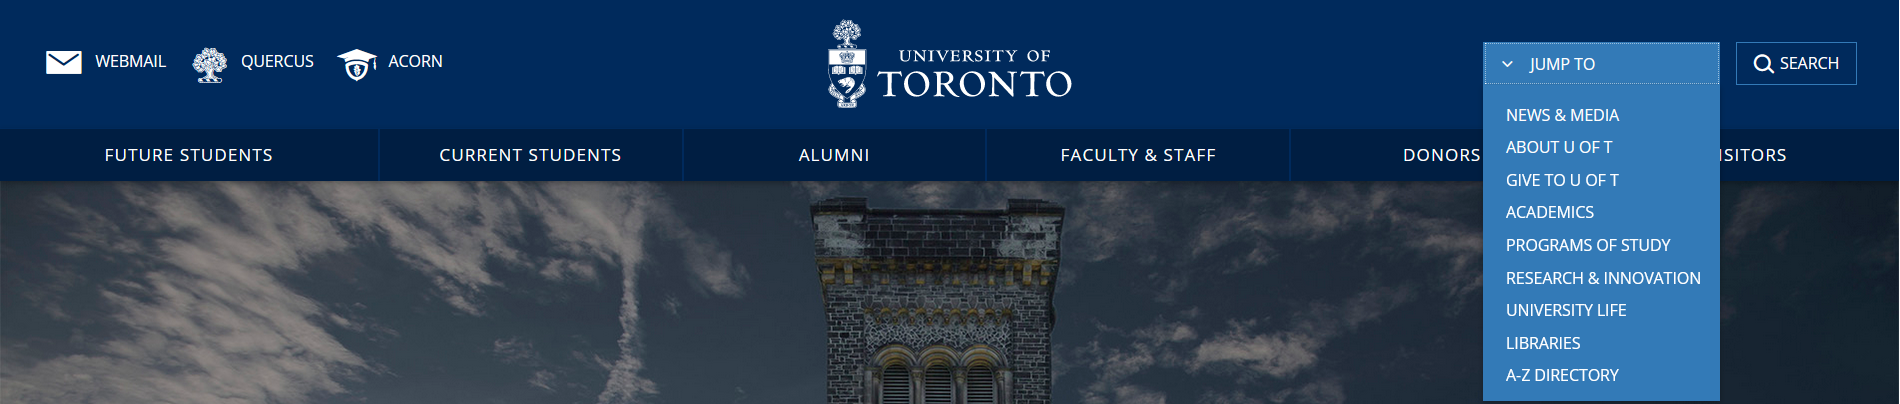 WEBMAIL
QUERCUS
ACORN
UNIVERSITY OF
TORONTO
JUMP TO
SEARCH
NEWS & MEDIA
ABOUT U OF T
GIVE TO U OF T
ACADEMICS
PROGRAMS OF STUDY
RESEARCH & INNOVATION
UNIVERSITY LIFE
LIBRARIES
A-Z DIRECTORY
FUTURE STUDENTS
CURRENT STUDENTS
ALUMNI
FACULTY & STAFF
DONORS
ISITORS